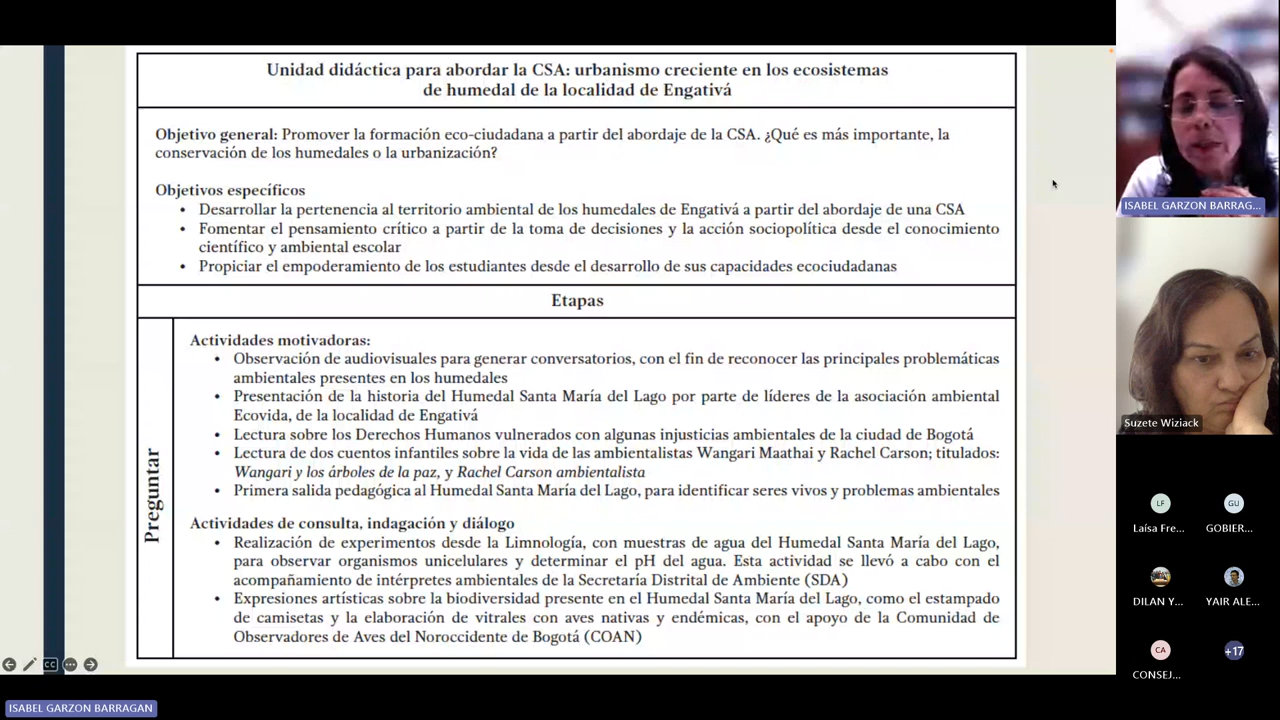 Unidad didáctica para abordar la CSA: urbanismo creciente en los ecosistemas
de humedal de la localidad de Engativá
Objetivo general: Promover la formación eco-ciudadana a partir del abordaje de la CSA. ¿Qué es más importante, la
conservación de los humedales o la urbanización?
Objetivos específicos
• Desarrollar la pertenencia al territorio ambiental de los humedales de Engativá a partir del abordaje de una CSA
• Fomentar el pensamiento crítico a partir de la toma de decisiones y la acción sociopolítica desde el conocimiento
científico y ambiental escolar
• Propiciar el empoderamiento de los estudiantes desde el desarrollo de sus capacidades ecociudadanas
Etapas
Preguntar
Actividades motivadoras:
• Observación de audiovisuales para generar conversatorios, con el fin de reconocer las principales problemáticas
ambientales presentes en los humedales
• Presentación de la historia del Humedal Santa María del Lago por parte de líderes de la asociación ambiental
Ecovida, de la localidad de Engativá
• Lectura sobre los Derechos Humanos vulnerados con algunas injusticias ambientales de la ciudad de Bogotá
• Lectura de dos cuentos infantiles sobre la vida de las ambientalistas Wangari Maathai y Rachel Carson; titulados:
Wangari y los árboles de la paz, y Rachel Carson ambientalista
• Primera salida pedagógica al Humedal Santa María del Lago, para identificar seres vivos y problemas ambientales
Actividades de consulta, indagación y diálogo
• Realización de experimentos desde la Limnología, con muestras de agua del Humedal Santa María del Lago,
para observar organismos unicelulares y determinar el pH del agua. Esta actividad se llevó a cabo con el
acompañamiento de intérpretes ambientales de la Secretaría Distrital de Ambiente (SDA)
• Expresiones artísticas sobre la biodiversidad presente en el Humedal Santa María del Lago, como el estampado
de camisetas y la elaboración de vitrales con aves nativas y endémicas, con el apoyo de la Comunidad de
Observadores de Aves del Noroccidente de Bogotá (COAN)
CC
ISABEL GARZON BARRAGAN
ISABEL GARZON BARRAG...
Suzete Wiziack
LF
GU
Laísa Fre...
GOBIER...
DILAN Y...
YAIR ALE...
CA
+17
CONSEJ...